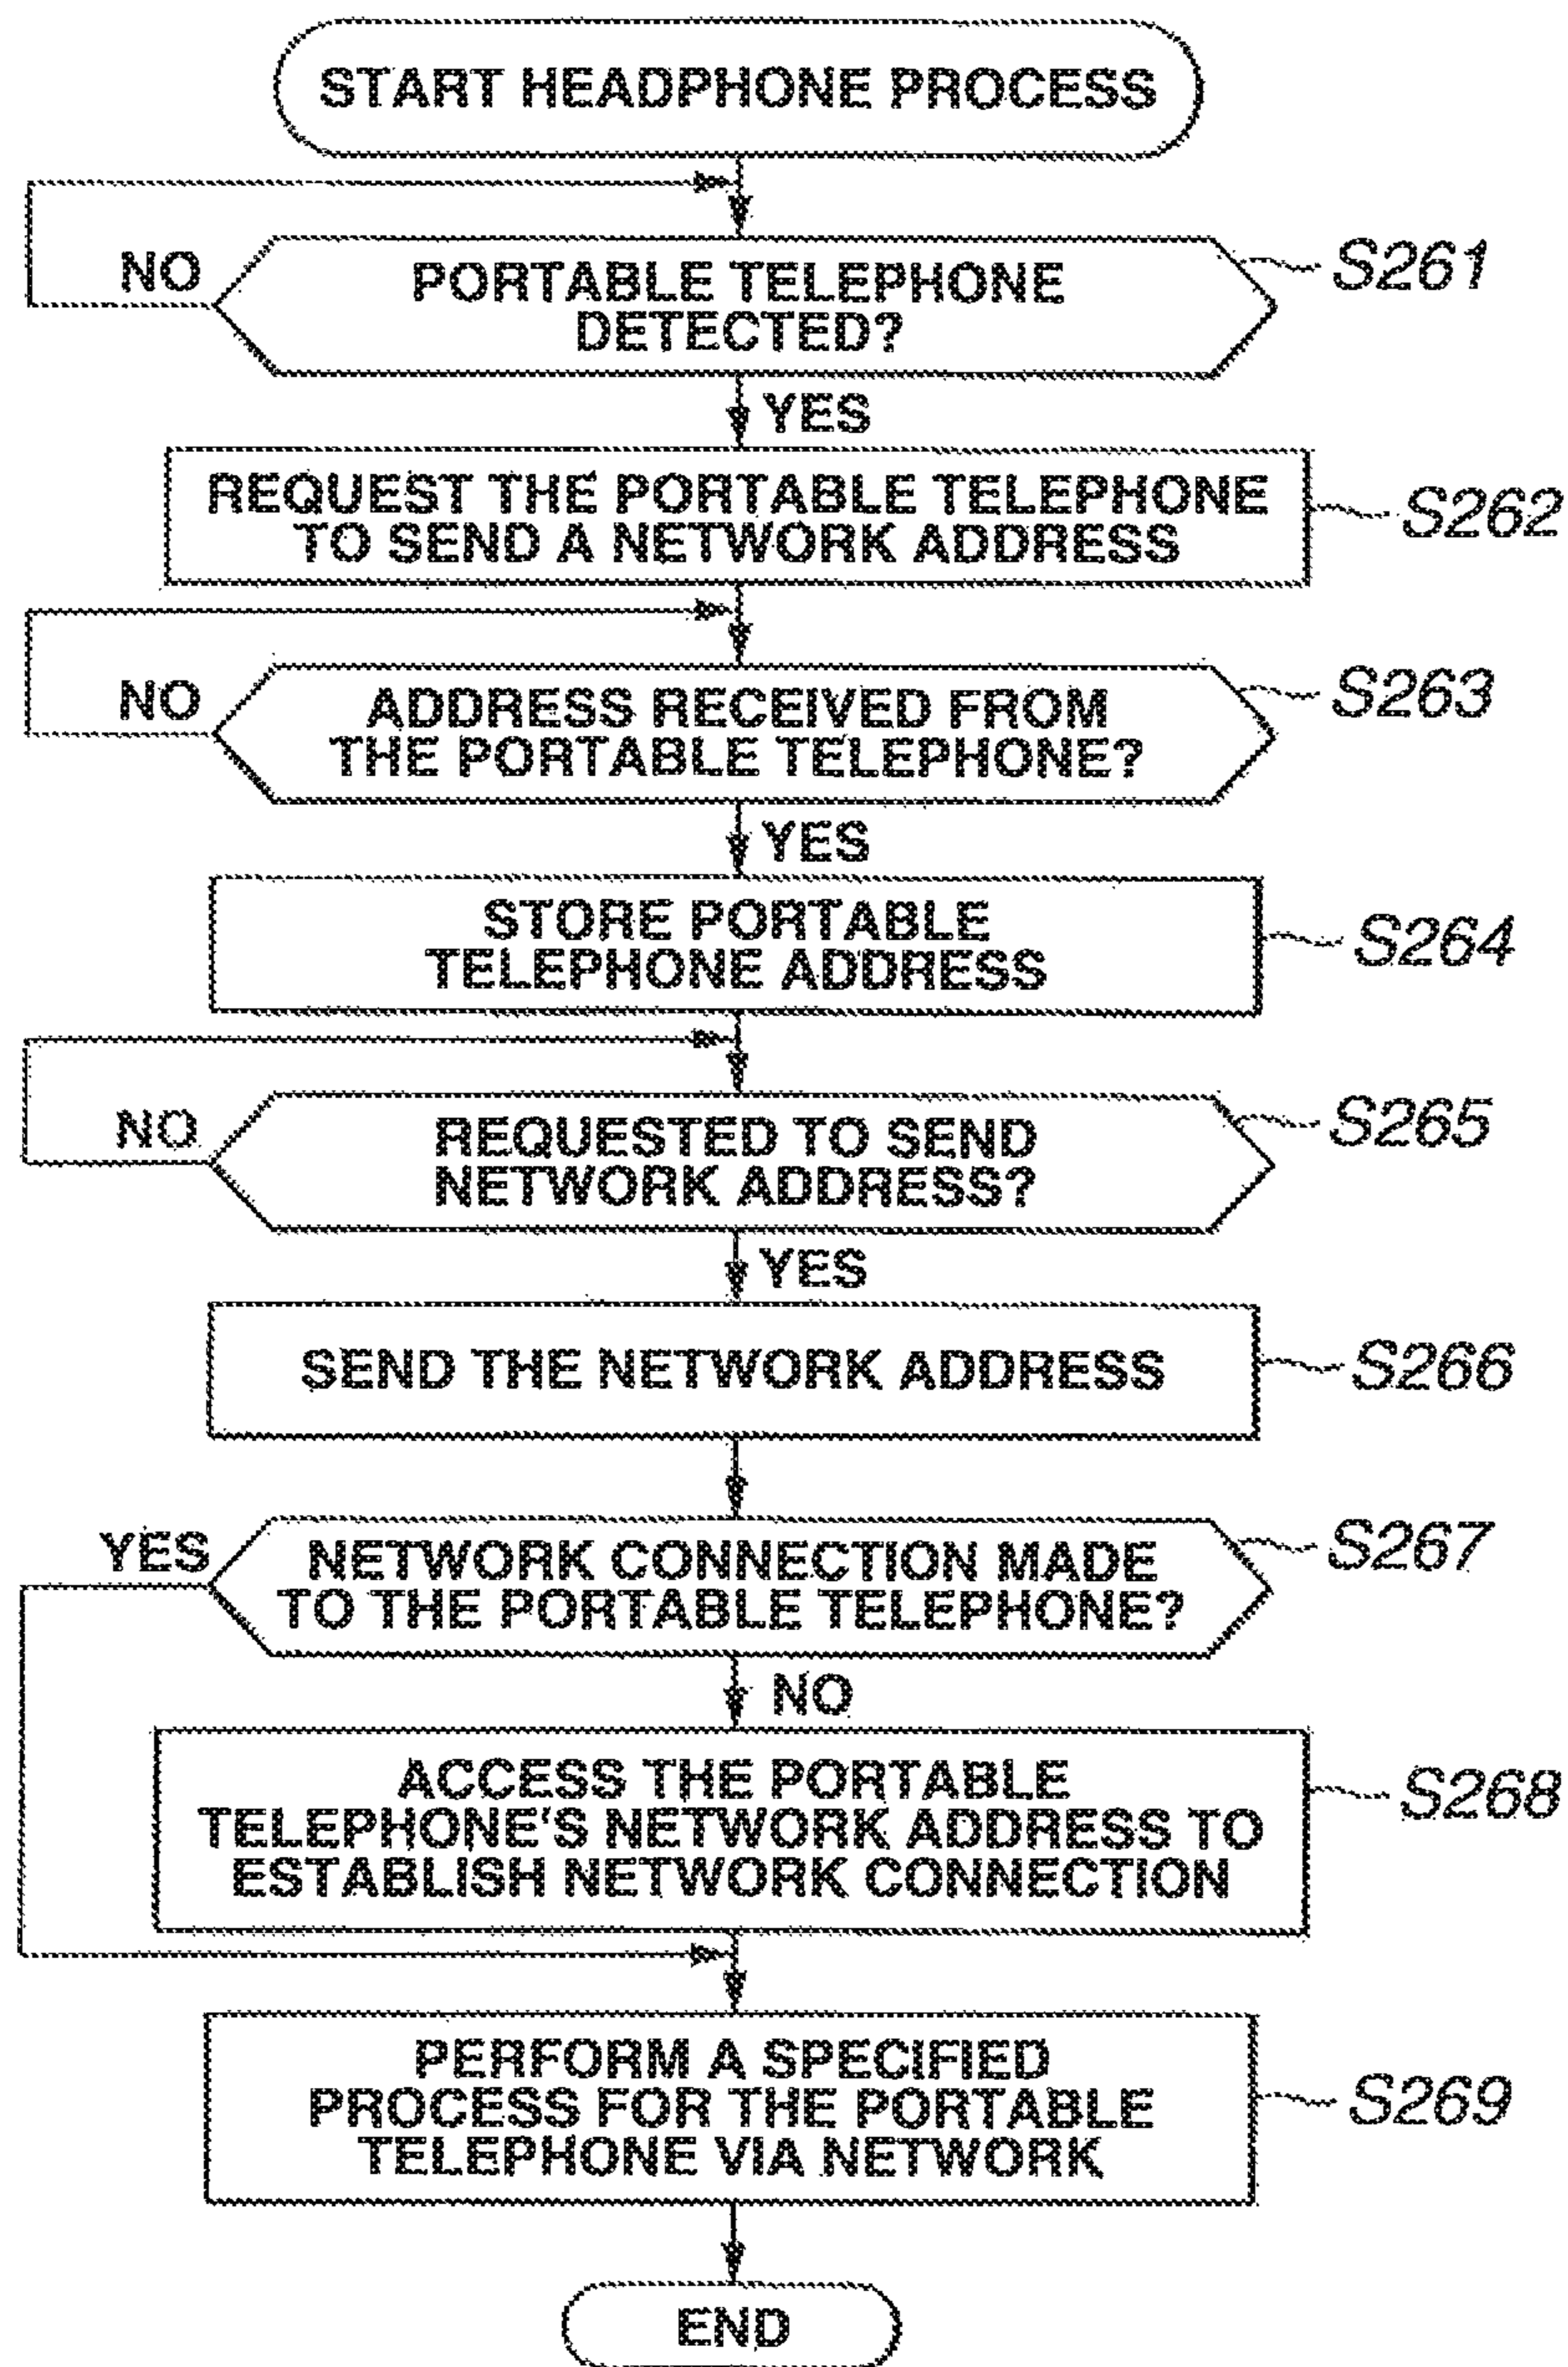 START HEADPHONE PROCESS
NO
PORTABLE TELEPHONE
DETECTED?
S261
YES
REQUEST THE PORTABLE TELEPHONE
TO SEND A NETWORK ADDRESS
S262
NO
ADDRESS RECEIVED FROM
THE PORTABLE TELEPHONE?
S263
YES
STORE PORTABLE
TELEPHONE ADDRESS
S264
NO
REQUESTED TO SEND
NETWORK ADDRESS?
S265
YES
SEND THE NETWORK ADDRESS
S266
YES
NETWORK CONNECTION MADE
TO THE PORTABLE TELEPHONE?
S267
NO
ACCESS THE PORTABLE
TELEPHONE'S NETWORK ADDRESS TO
ESTABLISH NETWORK CONNECTION
S268
PERFORM A SPECIFIED
PROCESS FOR THE PORTABLE
TELEPHONE VIA NETWORK
S269
END